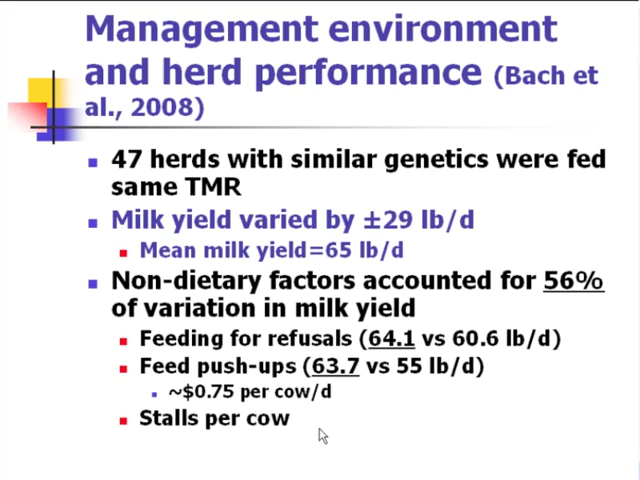 Management environment
and herd performance (Bach et
al., 2008)
47 herds with similar genetics were fed
same TMR
Milk yield varied by ±29 lb/d
Mean milk yield=65 lb/d
Non-dietary factors accounted for 56%
of variation in milk yield
Feeding for refusals (64.1 vs 60.6 lb/d)
Feed push-ups (63.7 vs 55 lb/d)
~$0.75 per cow/d
Stalls per cow